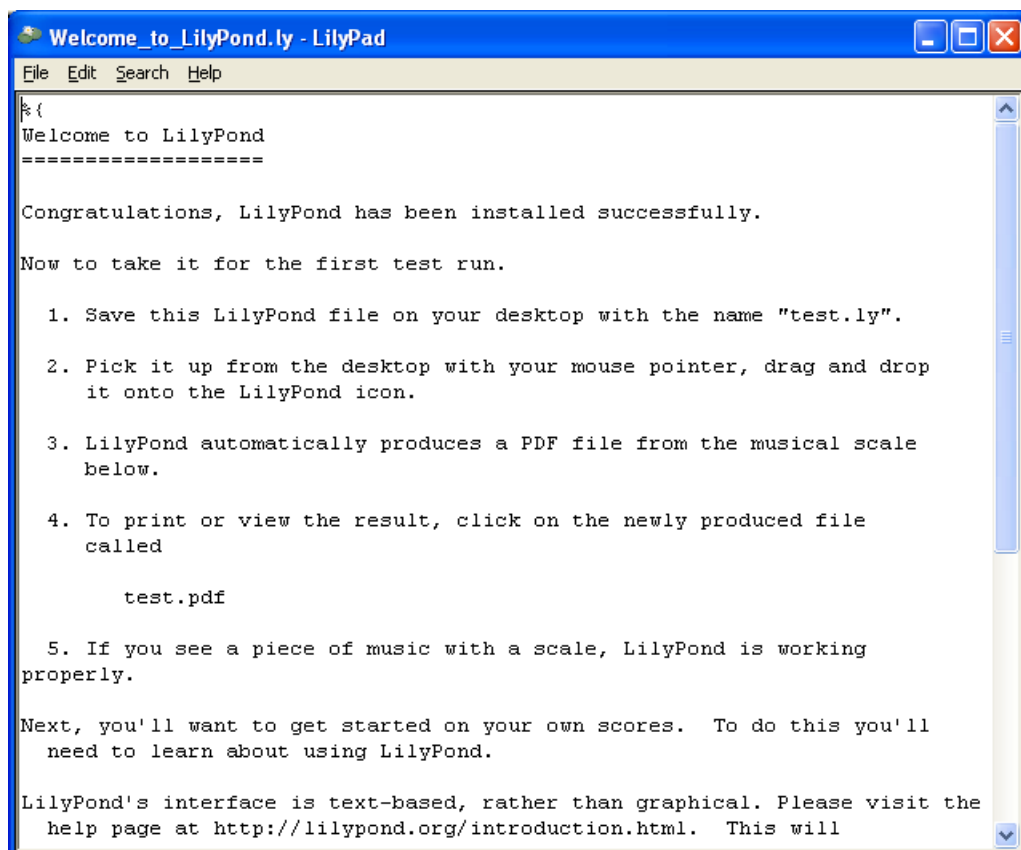 Welcome_to_LilyPond.ly - LilyPad
File Edit Search Help
%{
Welcome to LilyPond
===================
Congratulations, LilyPond has been installed successfully.
Now to take it for the first test run.
1. Save this LilyPond file on your desktop with the name "test.ly".
2. Pick it up from the desktop with your mouse pointer, drag and drop
it onto the LilyPond icon.
3. LilyPond automatically produces a PDF file from the musical scale
below.
4. To print or view the result, click on the newly produced file
called
test.pdf
5. If you see a piece of music with a scale, LilyPond is working
properly.
Next, you'll want to get started on your own scores.  To do this you'll
need to learn about using LilyPond.
LilyPond's interface is text-based, rather than graphical. Please visit the
help page at http://lilypond.org/introduction.html.  This will